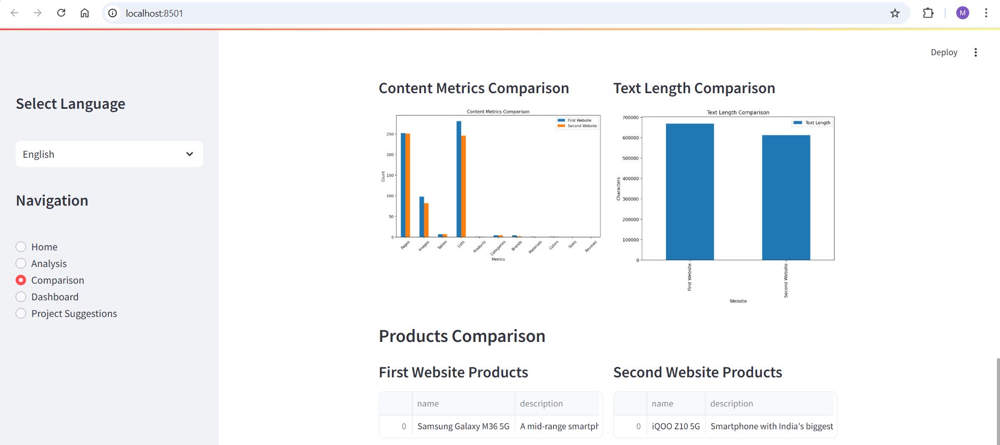 localhost:8501
M
Deploy
Select Language
English
Navigation
Home
Analysis
Comparison
Dashboard
Project Suggestions
Content Metrics Comparison
Content Metrics Comparison
First Website
Second Website
250
200
150
100
50
0
Count
Pages
Images
Tables
Lists
Products
Categories
Brands
Materials
Colors
Sizes
Reviews
Metrics
Text Length Comparison
Text Length Comparison
Text Length
700000
600000
500000
400000
300000
200000
100000
0
Characters
First Website
Second Website
Website
Products Comparison
First Website Products
name description
0 Samsung Galaxy M36 5G A mid-range smartph
Second Website Products
name description
0 iQOO Z10 5G Smartphone with India's biggest